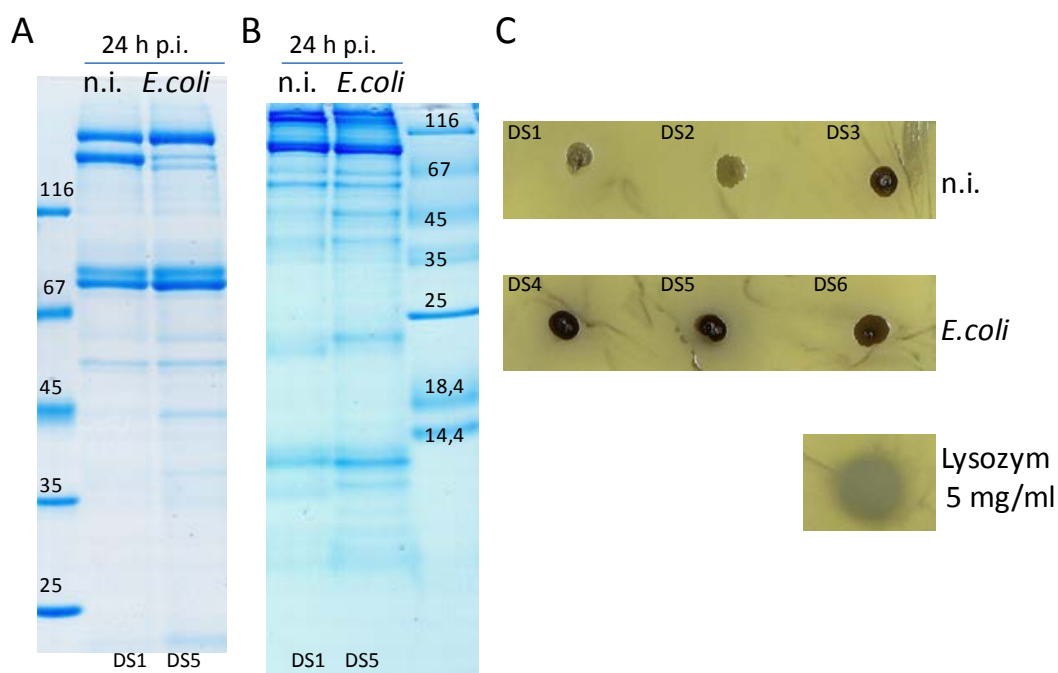 A
24 h p.i.
n.i. E.coli
116
67
45
35
25
DS1 DS5
B
24 h p.i.
n.i. E.coli
116
67
45
35
25
18,4
14,4
DS1 DS5
C
DS1 DS2 DS3
n.i.
DS4 DS5 DS6
E.coli
Lysozym
5 mg/ml